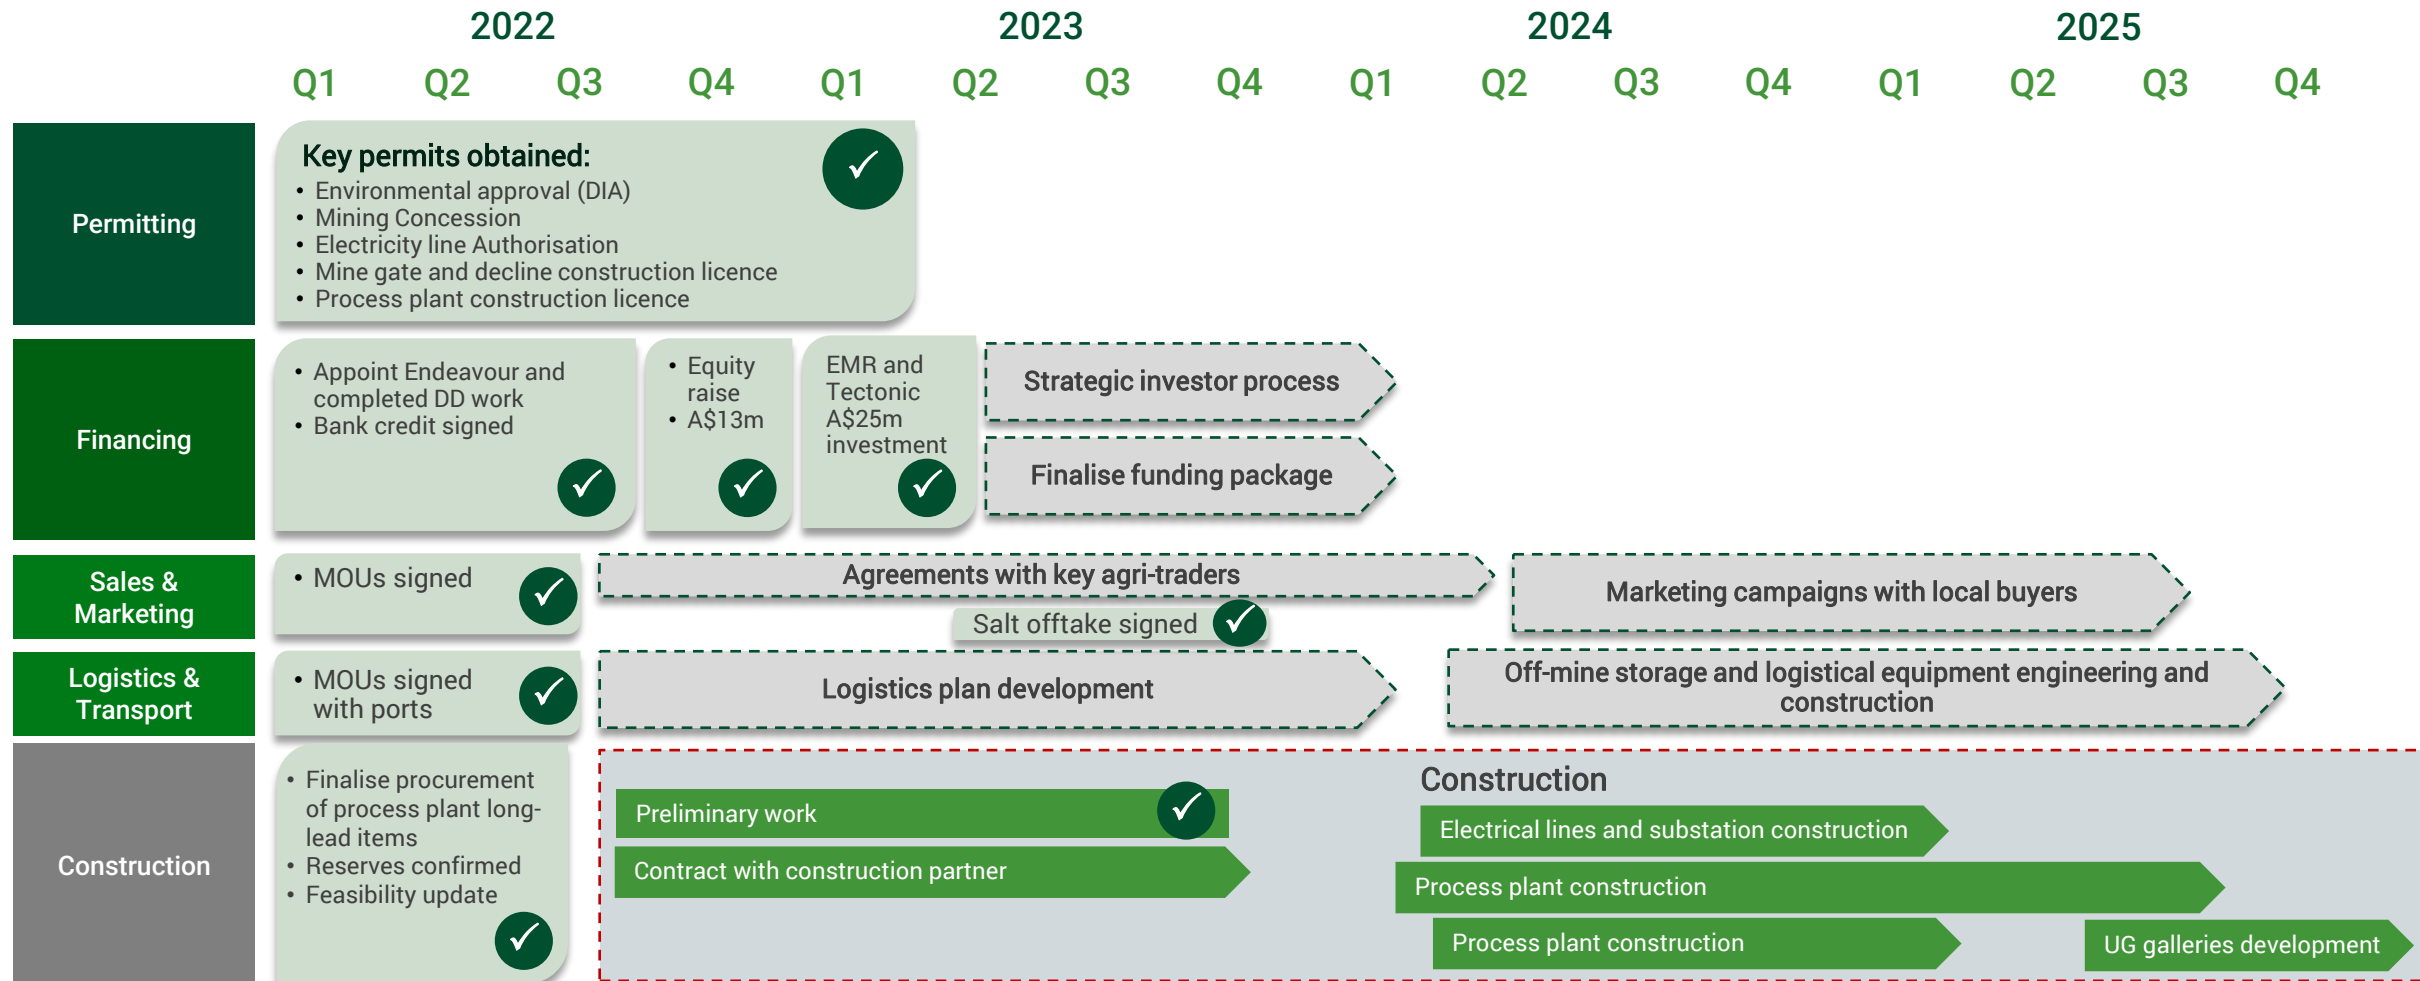 2022 2023 2024 2025
Q1 Q2 Q3 Q4 Q1 Q2 Q3 Q4 Q1 Q2 Q3 Q4 Q1 Q2 Q3 Q4
Permitting
Key permits obtained:
• Environmental approval (DIA)
• Mining Concession
• Electricity line Authorisation
• Mine gate and decline construction licence
• Process plant construction licence
Financing
• Appoint Endeavour and
completed DD work
• Bank credit signed
• Equity
raise
• A$13m
EMR and
Tectonic
A$25m
investment
Strategic investor process
Finalise funding package
Sales &
Marketing
• MOUs signed
Agreements with key agri-traders
Salt offtake signed
Marketing campaigns with local buyers
Logistics &
Transport
• MOUs signed
with ports
Logistics plan development
Off-mine storage and logistical equipment engineering and
construction
Construction
• Finalise procurement
of process plant long-
lead items
• Reserves confirmed
• Feasibility update
Preliminary work
Contract with construction partner
Construction
Electrical lines and substation construction
Process plant construction
Process plant construction
UG galleries development